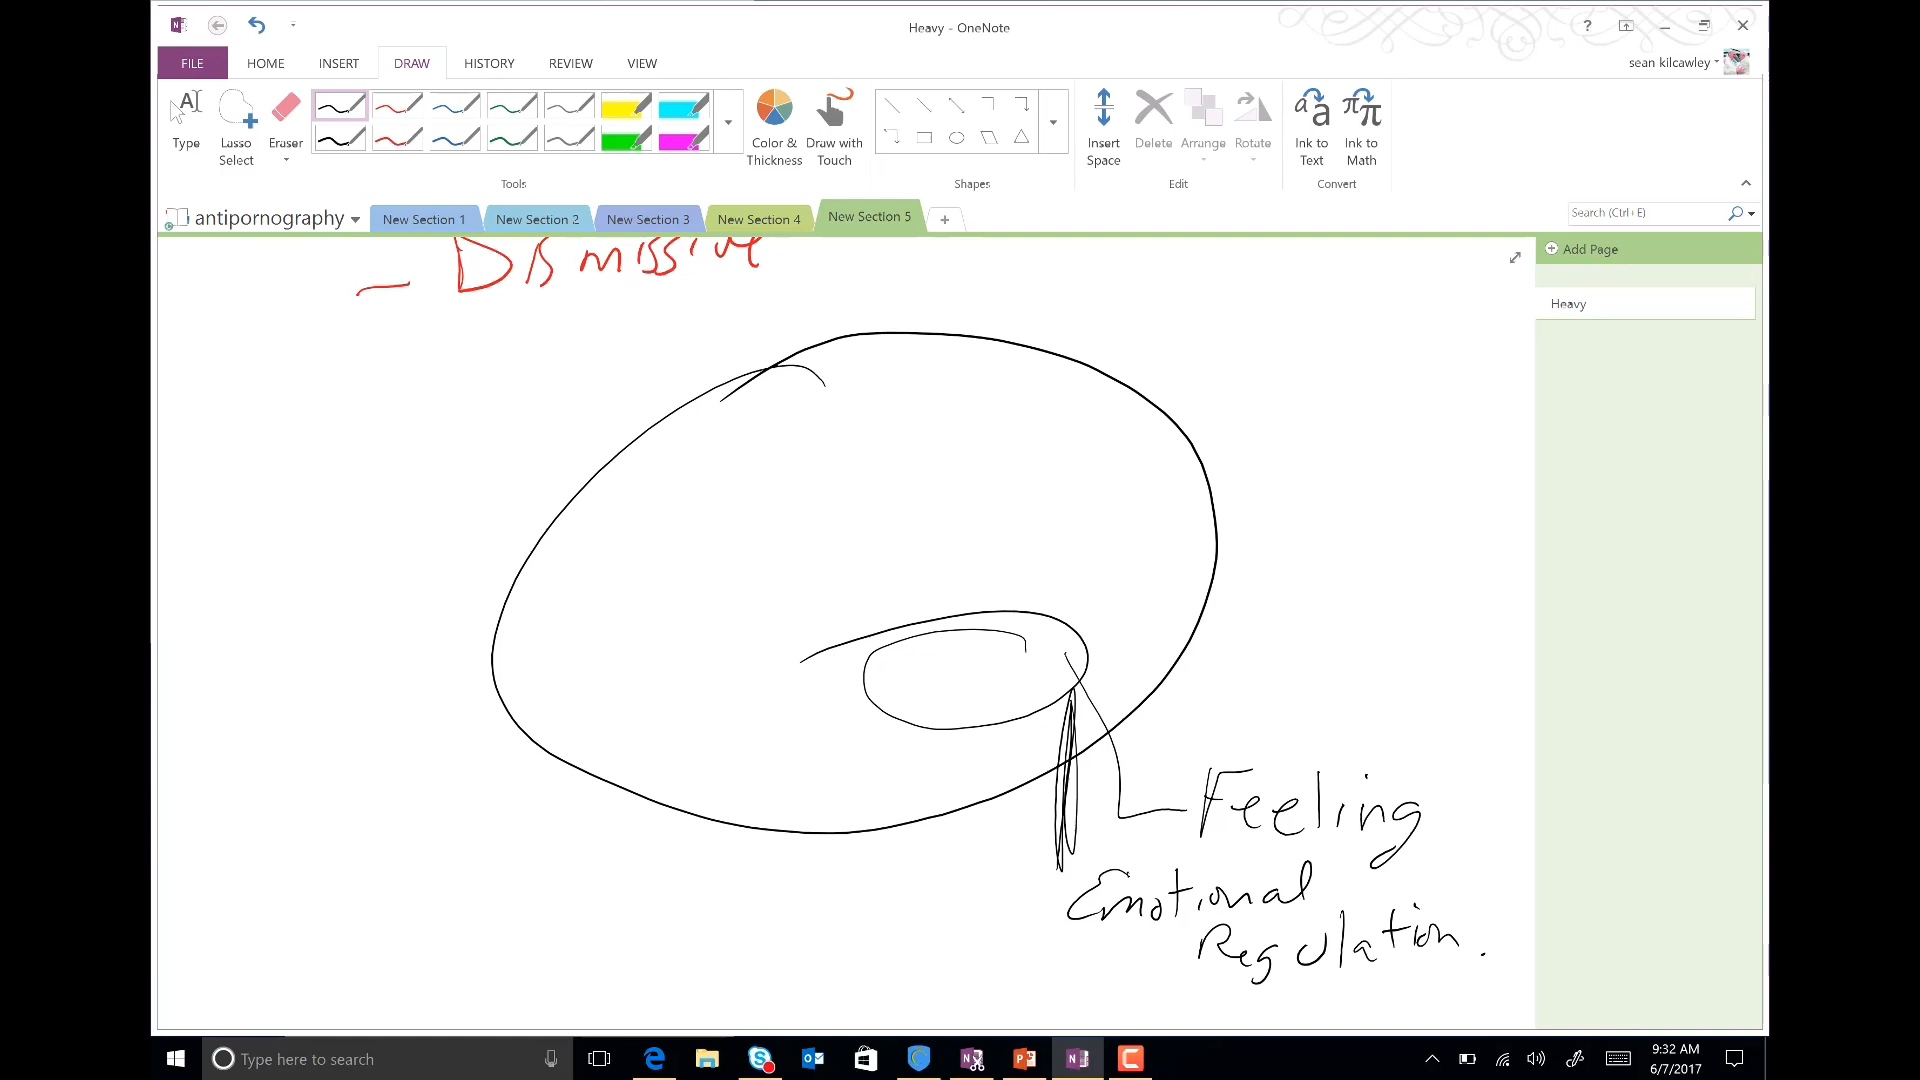 Heavy - OneNote
?
FILE HOME INSERT DRAW HISTORY REVIEW VIEW
sean kilcawley
Type
Lasso Select
Eraser
Color & Thickness
Draw with Touch
Insert Space
Delete
Arrange
Rotate
Ink to Text
Ink to Math
Tools
Shapes
Edit
Convert
antipornography
New Section 1
New Section 2
New Section 3
New Section 4
New Section 5
Search (Ctrl+E)
Add Page
Heavy
- Dismissive
Feeling
Emotional
Regulation.
Type here to search
9:32 AM
6/7/2017